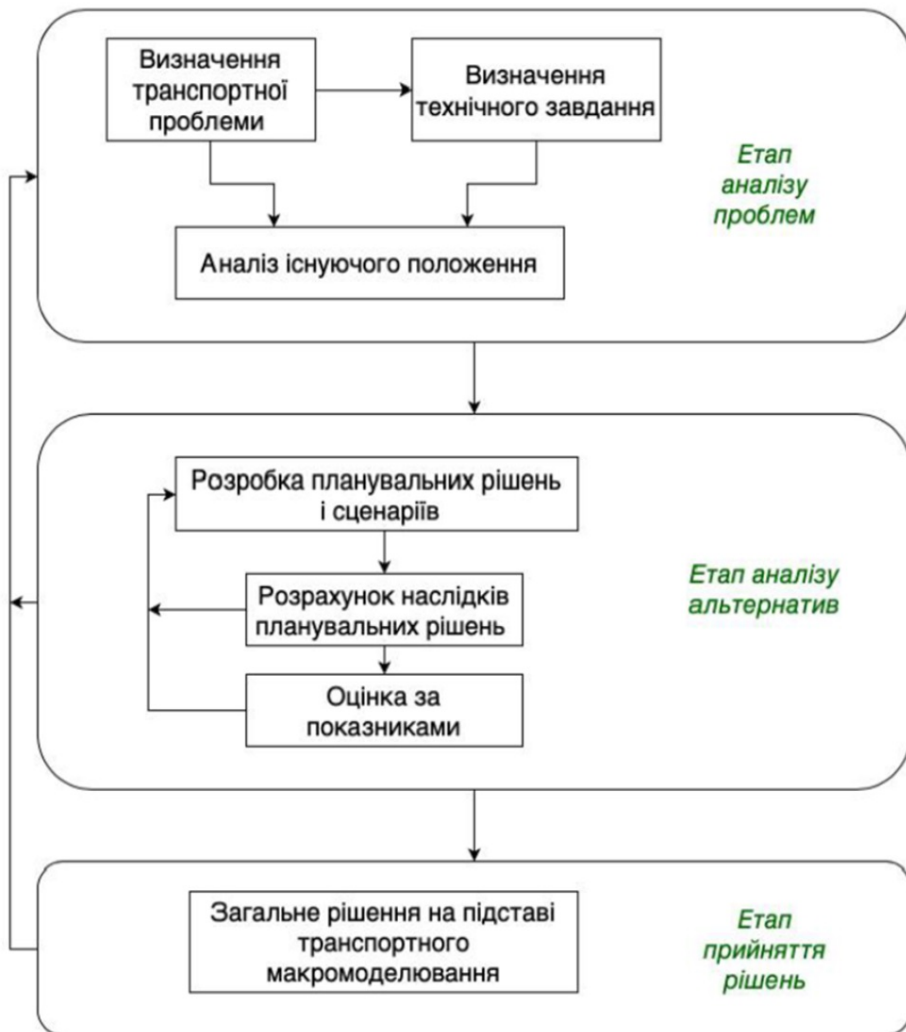 Визначення
транспортної
проблеми
Визначення
технічного завдання
Етап
аналізу
проблем
Аналіз існуючого положення
Розробка планувальних рішень
і сценаріїв
Розрахунок наслідків
планувальних рішень
Етап аналізу
альтернатив
Оцінка за
показниками
Загальне рішення на підставі
транспортного
макромоделювання
Етап
прийняття
рішень